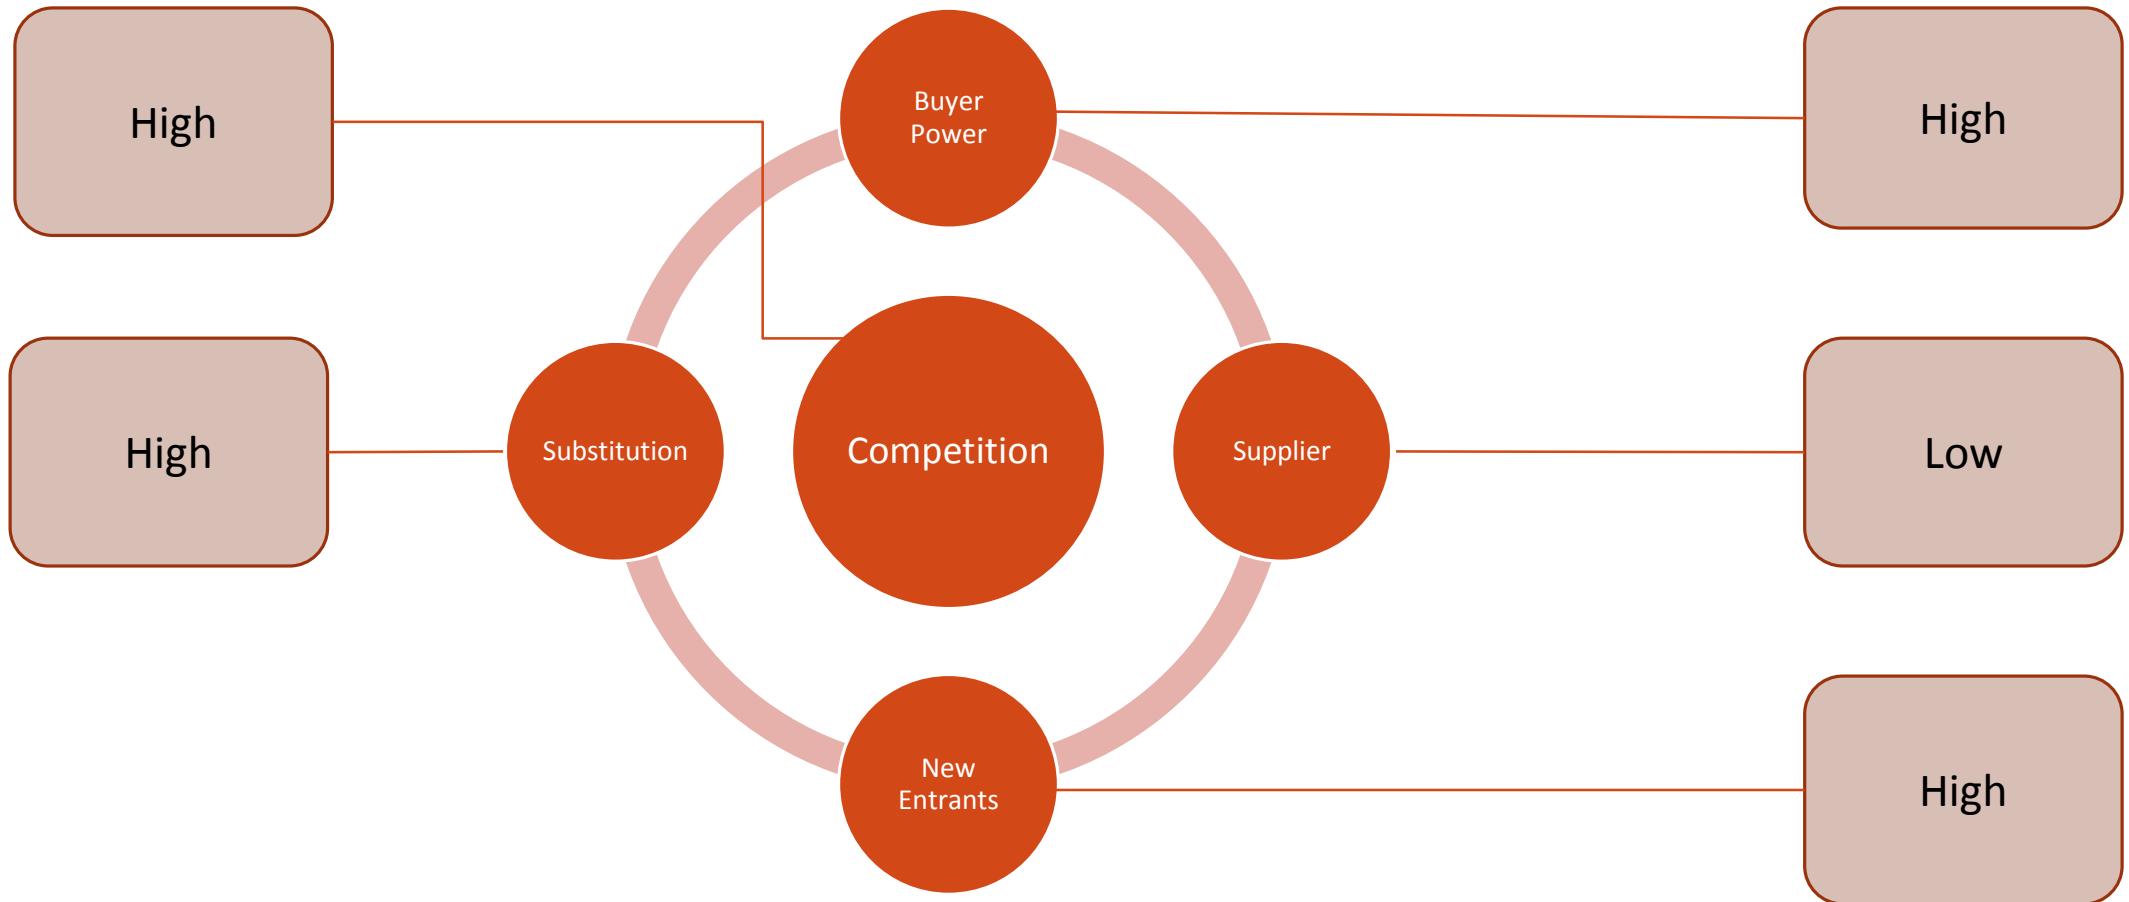 High
Buyer
Power
High
High
Substitution
Competition
Supplier
Low
New
Entrants
High